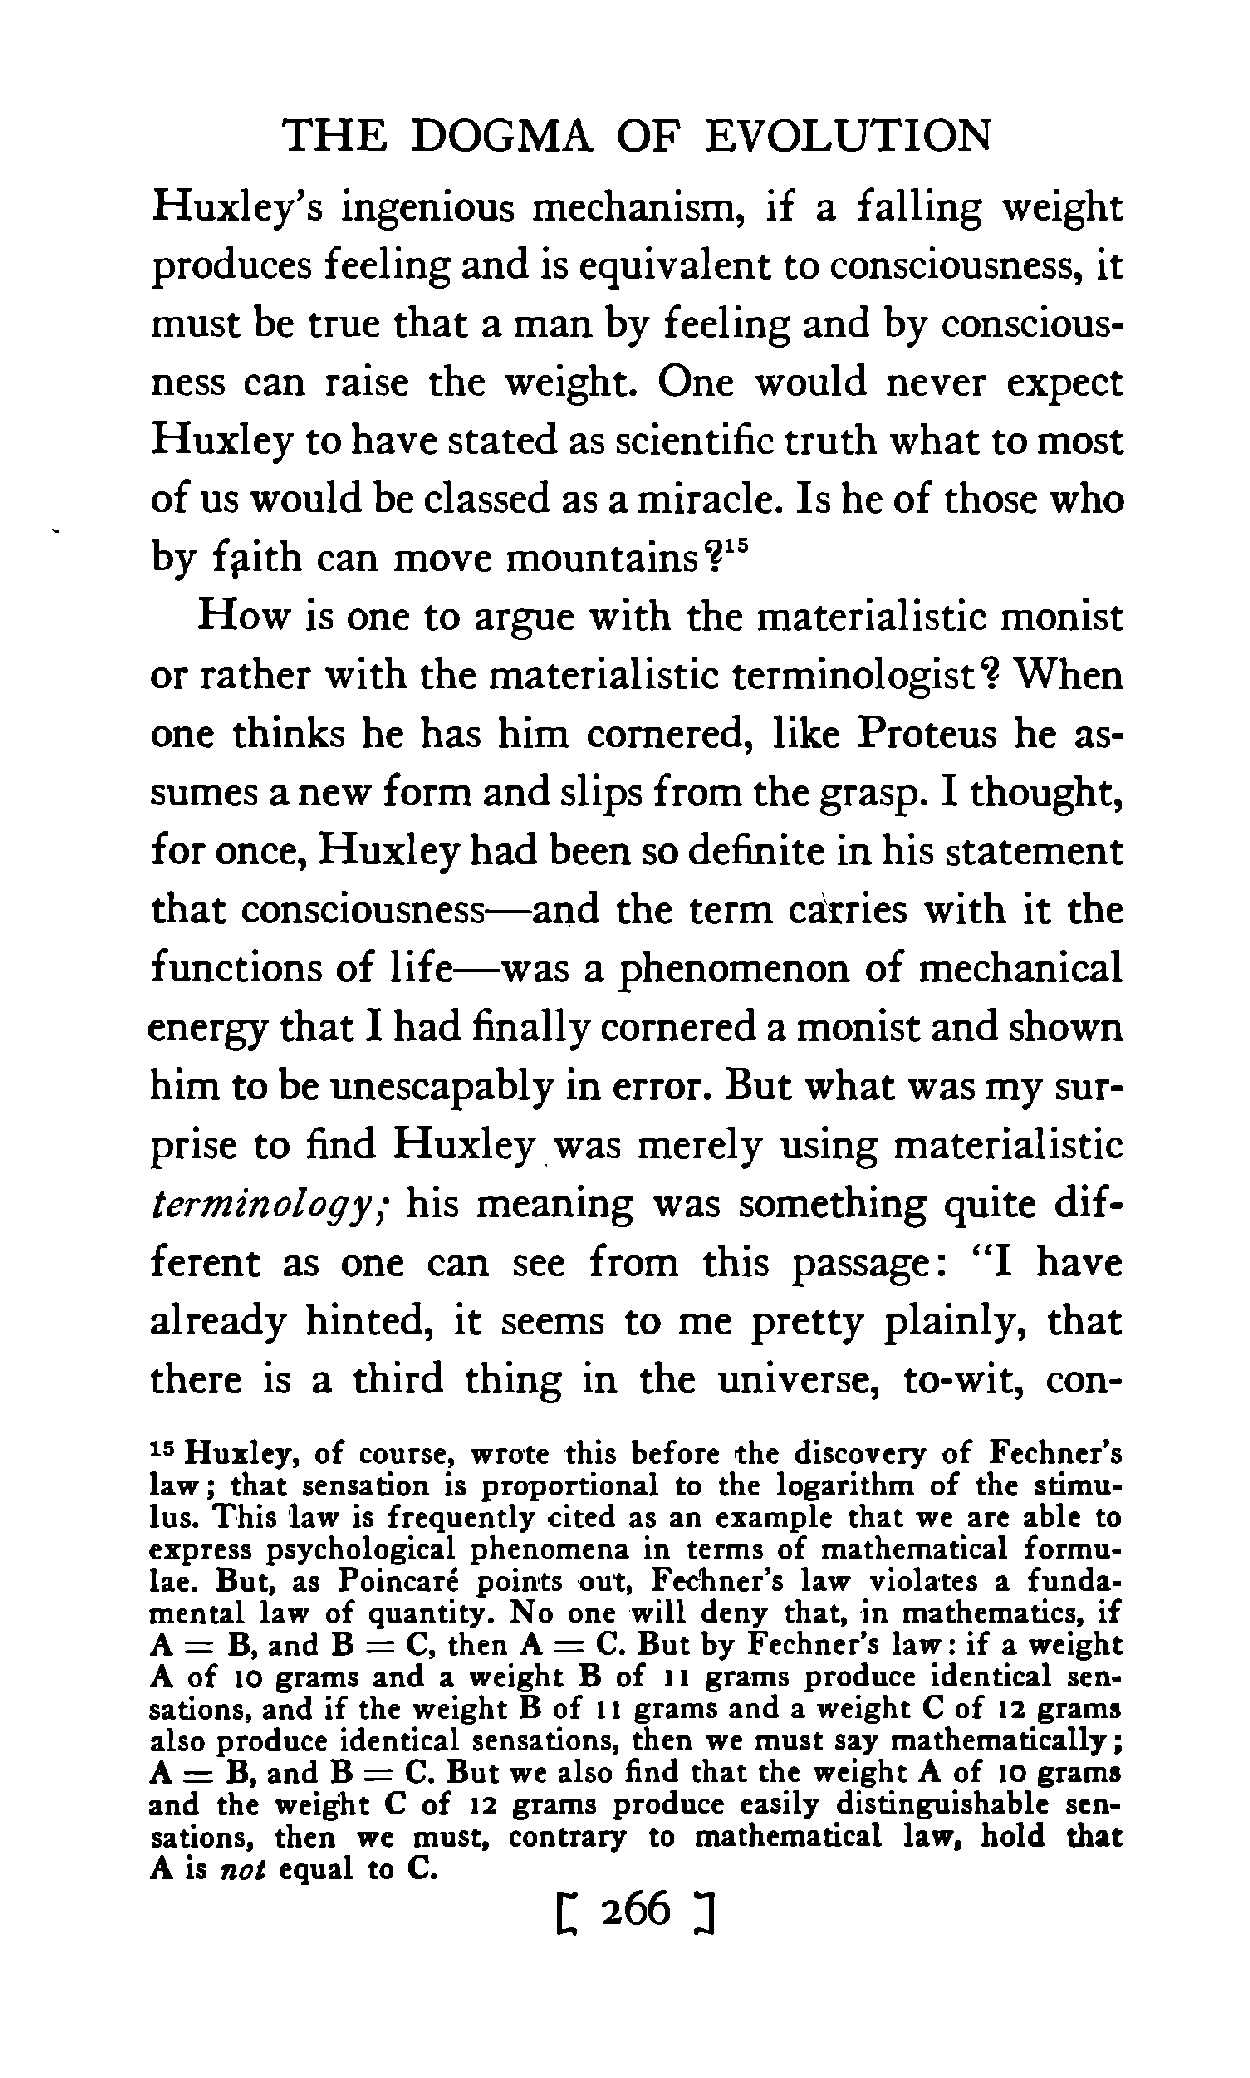 THE DOGMA OF EVOLUTION
Huxley's ingenious mechanism, if a falling weight
produces feeling and is equivalent to consciousness, it
must be true that a man by feeling and by conscious-
ness can raise the weight. One would never expect
Huxley to have stated as scientific truth what to most
of us would be classed as a miracle. Is he of those who
by faith can move mountains?¹⁵
How is one to argue with the materialistic monist
or rather with the materialistic terminologist? When
one thinks he has him cornered, like Proteus he as-
sumes a new form and slips from the grasp. I thought,
for once, Huxley had been so definite in his statement
that consciousness—and the term carries with it the
functions of life—was a phenomenon of mechanical
energy that I had finally cornered a monist and shown
him to be unescapably in error. But what was my sur-
prise to find Huxley was merely using materialistic
terminology; his meaning was something quite dif-
ferent as one can see from this passage: "I have
already hinted, it seems to me pretty plainly, that
there is a third thing in the universe, to-wit, con-
¹⁵ Huxley, of course, wrote this before the discovery of Fechner's
law; that sensation is proportional to the logarithm of the stimu-
lus. This law is frequently cited as an example that we are able to
express psychological phenomena in terms of mathematical formu-
lae. But, as Poincaré points out, Fechner's law violates a funda-
mental law of quantity. No one will deny that, in mathematics, if
A = B, and B = C, then A = C. But by Fechner's law: if a weight
A of 10 grams and a weight B of 11 grams produce identical sen-
sations, and if the weight B of 11 grams and a weight C of 12 grams
also produce identical sensations, then we must say mathematically;
A = B, and B = C. But we also find that the weight A of 10 grams
and the weight C of 12 grams produce easily distinguishable sen-
sations, then we must, contrary to mathematical law, hold that
A is not equal to C.
[ 266 ]